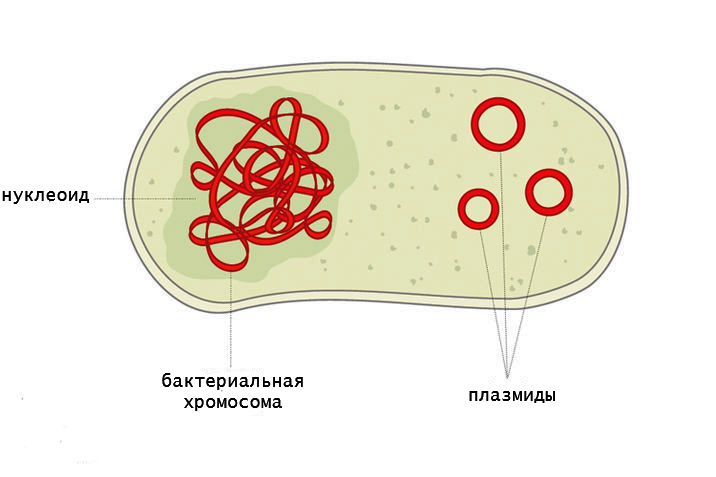 нуклеоид
бактериальная
хромосома
плазмиды